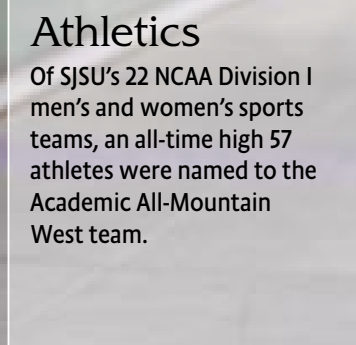 Athletics
Of SJSU's 22 NCAA Division I
men's and women's sports
teams, an all-time high 57
athletes were named to the
Academic All-Mountain
West team.